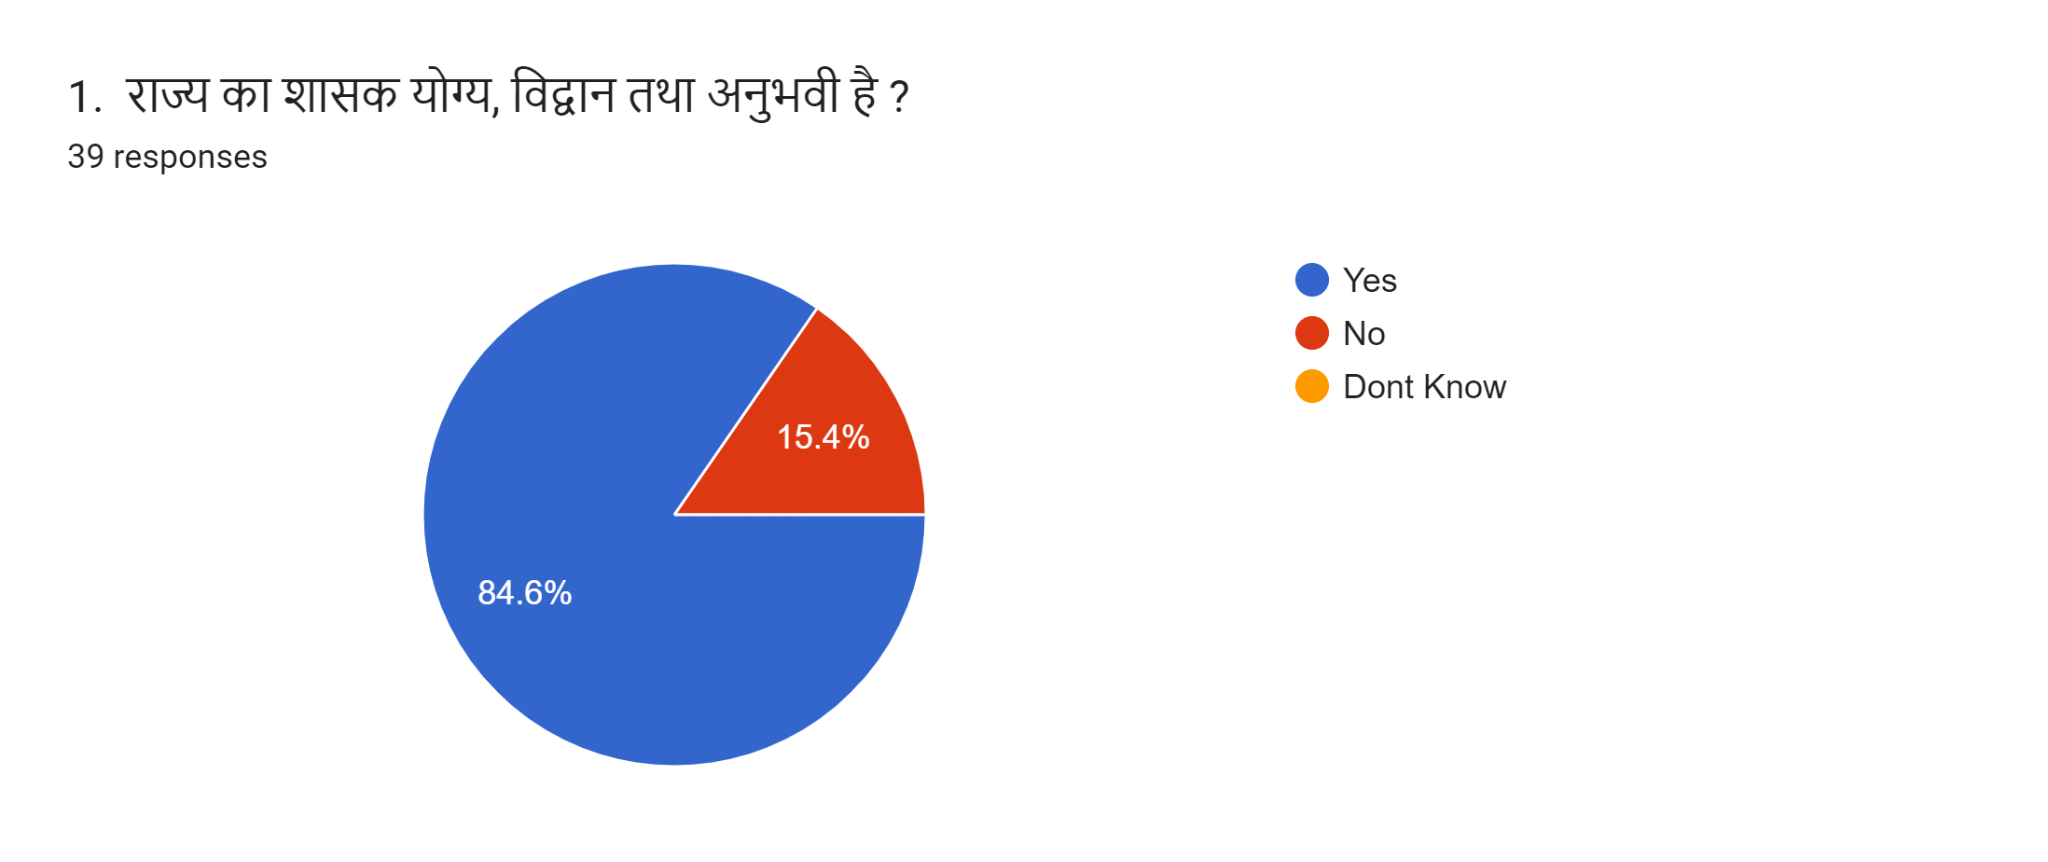 1. राज्य का शासक योग्य, विद्वान तथा अनुभवी है ?
39 responses
Yes
No
Dont Know
15.4%
84.6%